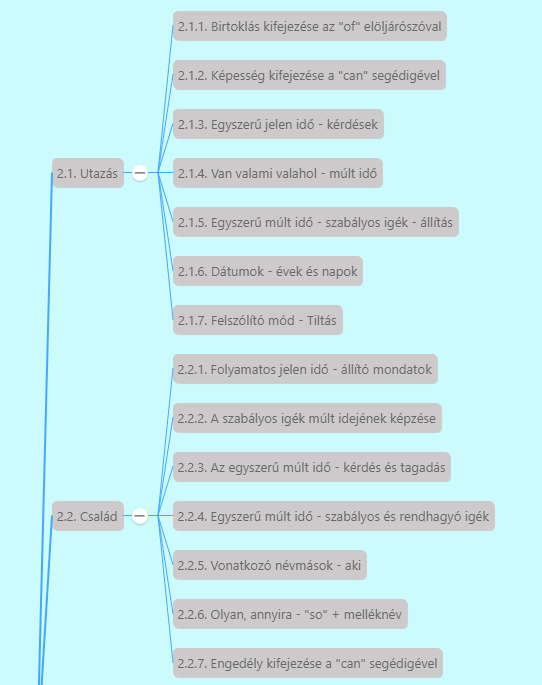 2.1. Utazás
2.1.1. Birtoklás kifejezése az "of" elöljárószóval
2.1.2. Képesség kifejezése a "can" segédigével
2.1.3. Egyszerű jelen idő - kérdések
2.1.4. Van valami valahol - múlt idő
2.1.5. Egyszerű múlt idő - szabályos igék - állítás
2.1.6. Dátumok - évek és napok
2.1.7. Felszólító mód - Tiltás
2.2. Család
2.2.1. Folyamatos jelen idő - állító mondatok
2.2.2. A szabályos igék múlt idejének képzése
2.2.3. Az egyszerű múlt idő - kérdés és tagadás
2.2.4. Egyszerű múlt idő - szabályos és rendhagyó igék
2.2.5. Vonatkozó névmások - aki
2.2.6. Olyan, annyira - "so" + melléknév
2.2.7. Engedély kifejezése a "can" segédigével